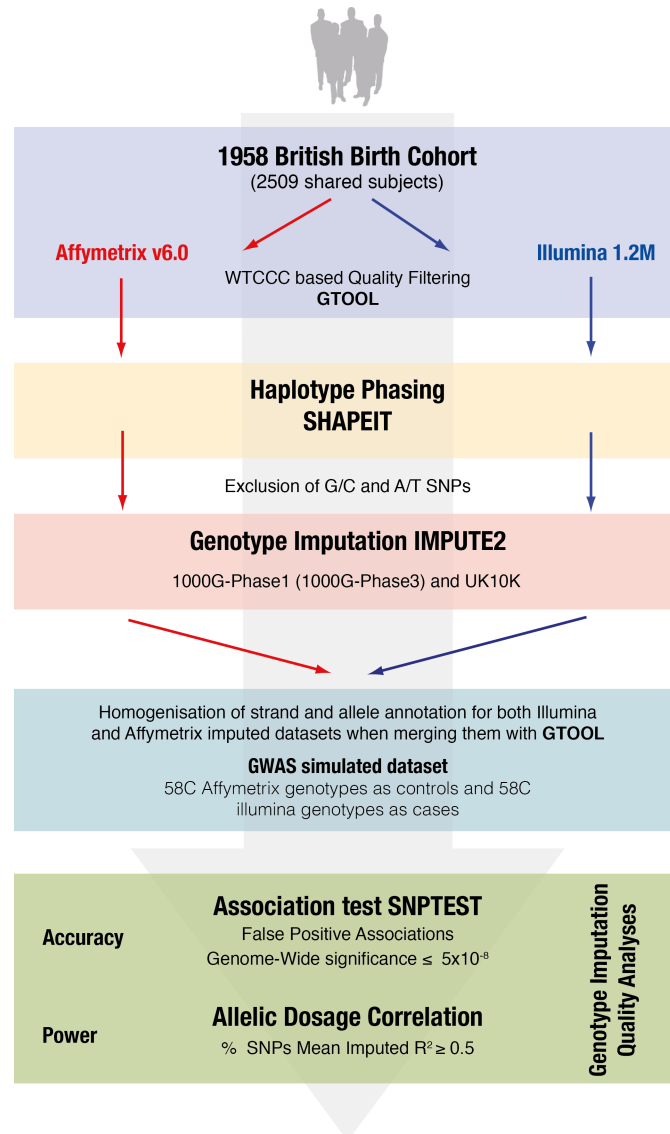 1958 British Birth Cohort
(2509 shared subjects)
Affymetrix v6.0
Illumina 1.2M
WTCCC based Quality Filtering
GTOOL
Haplotype Phasing
SHAPEIT
Exclusion of G/C and A/T SNPs
Genotype Imputation IMPUTE2
1000G-Phase1 (1000G-Phase3) and UK10K
Homogenisation of strand and allele annotation for both Illumina
and Affymetrix imputed datasets when merging them with GTOOL
GWAS simulated dataset
58C Affymetrix genotypes as controls and 58C
illumina genotypes as cases
Association test SNPTEST
Accuracy
False Positive Associations
Genome-Wide significance ≤ 5x10⁻⁸
Allelic Dosage Correlation
Power
% SNPs Mean Imputed R² ≥ 0.5
Genotype Imputation
Quality Analyses